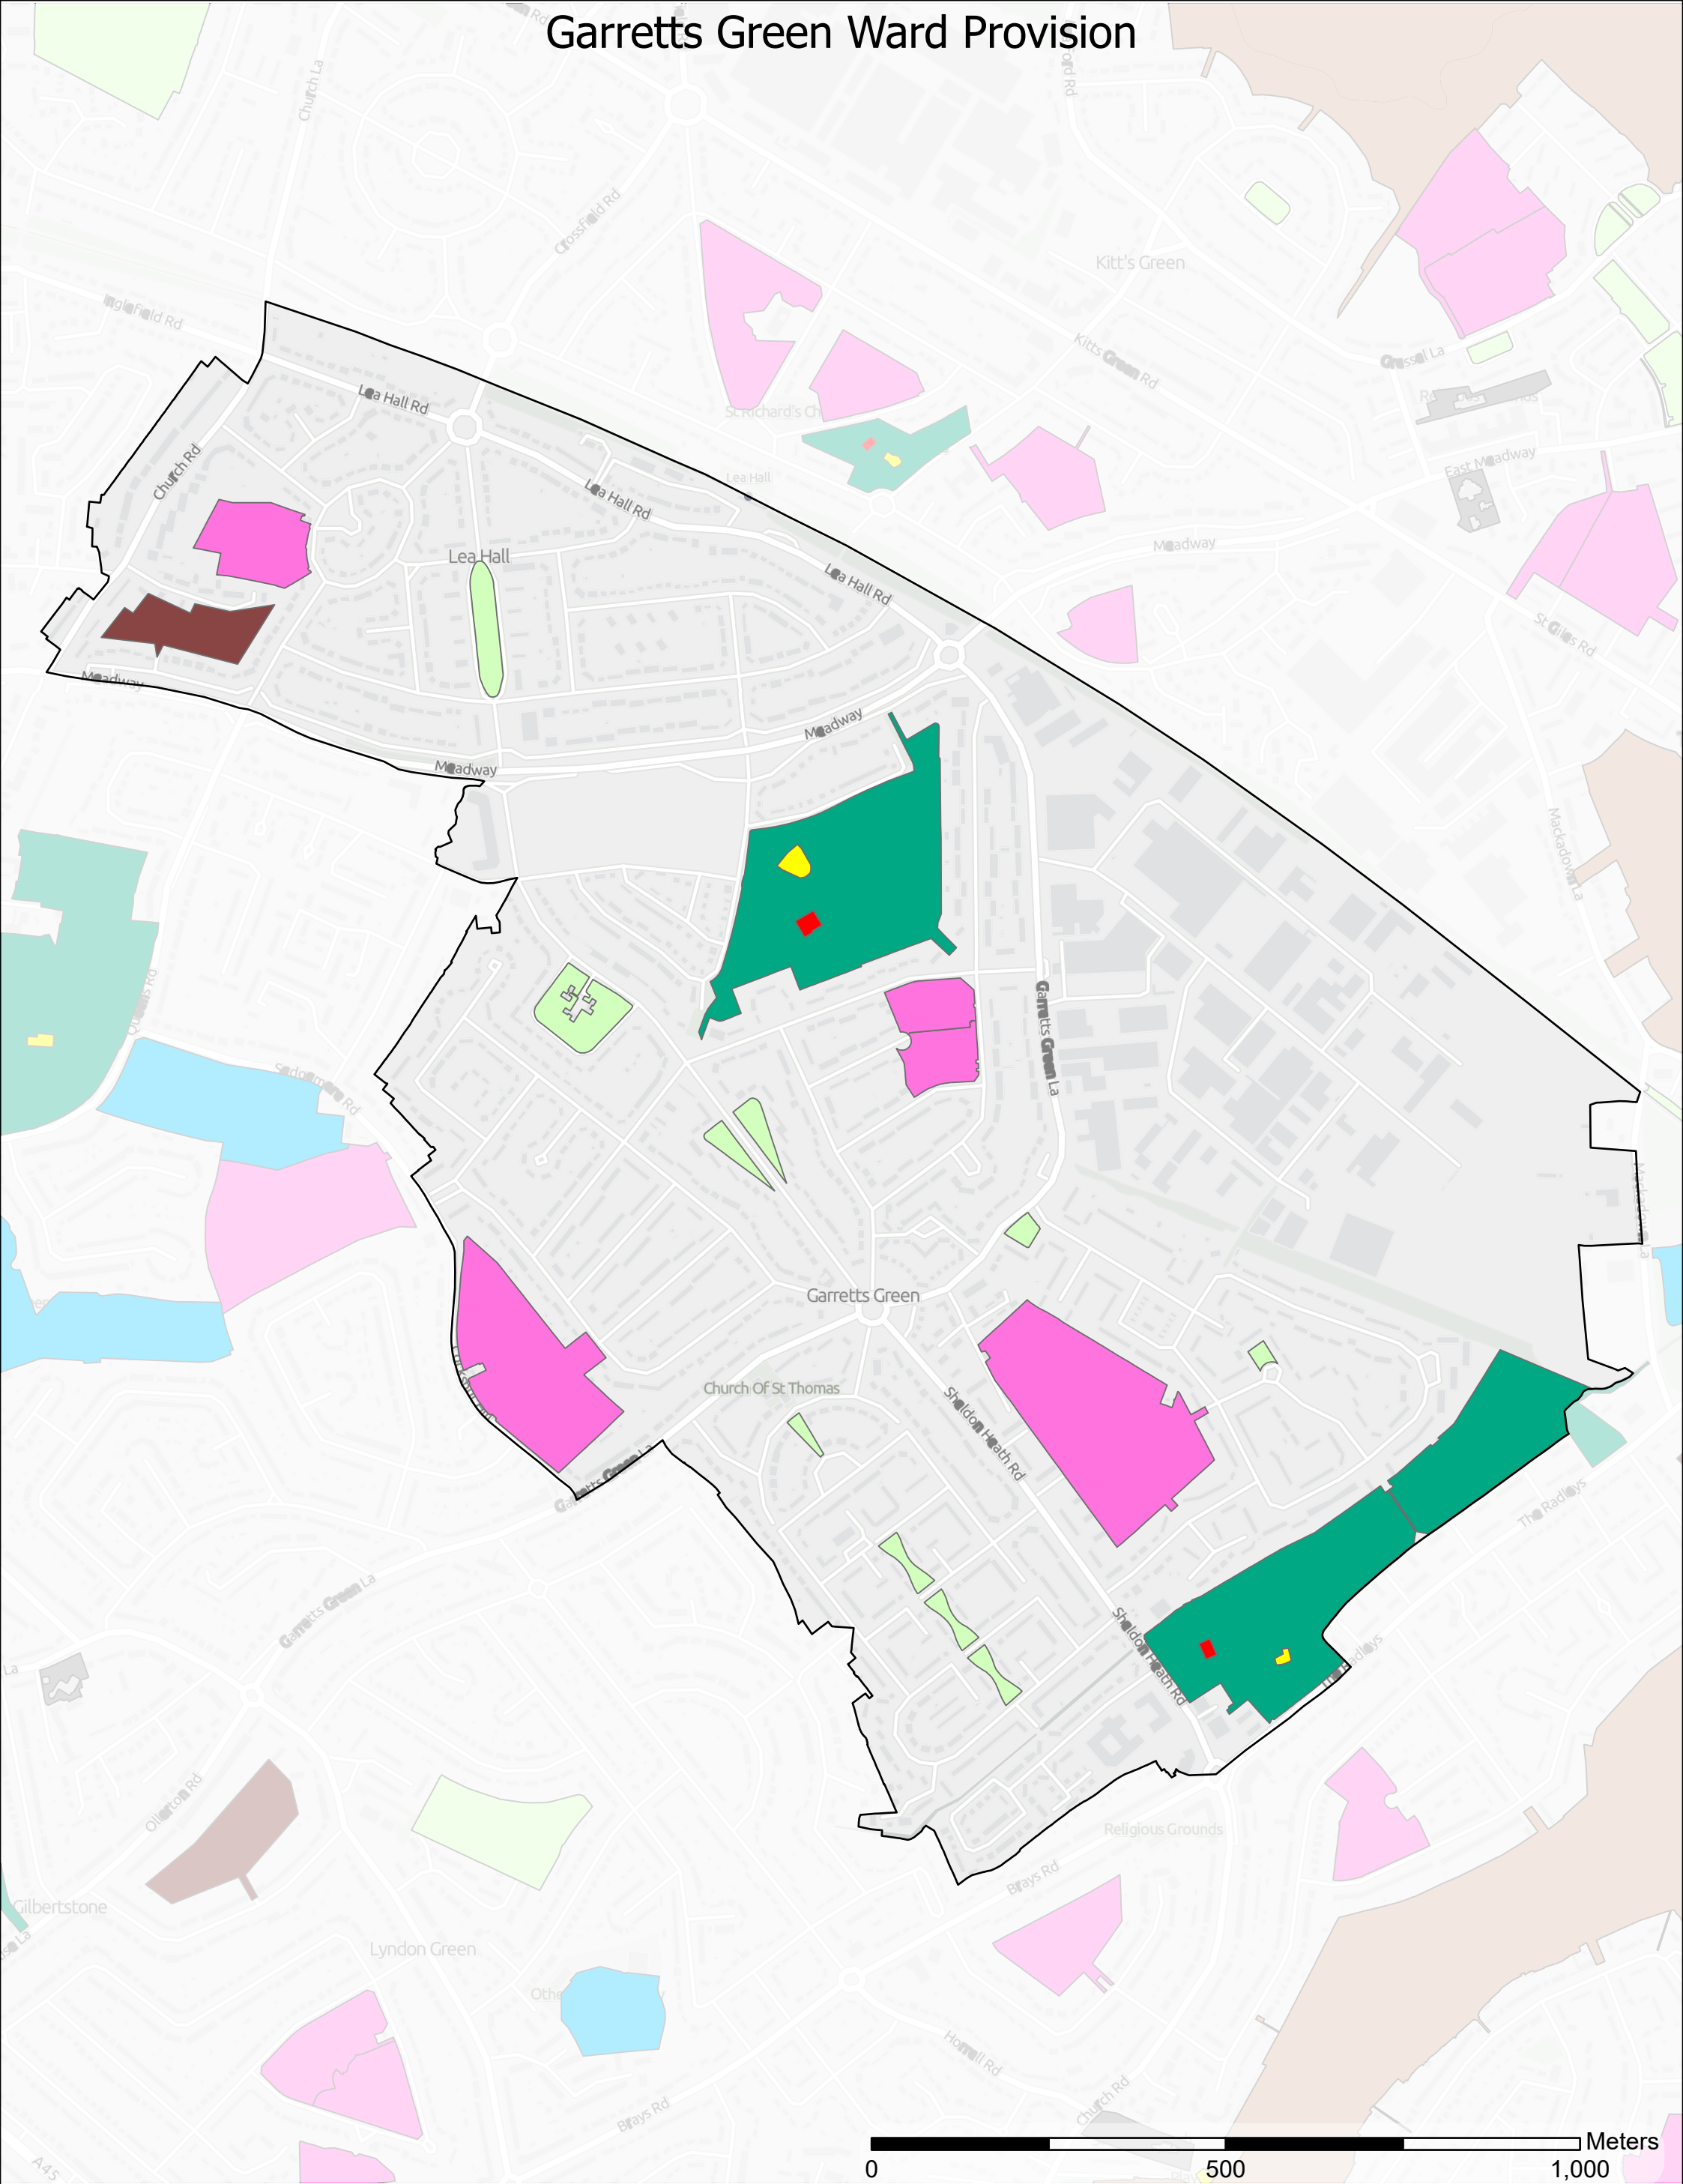 Garretts Green Ward Provision
Church La
Crossfield Rd
Kitt's Green
Inglefield Rd
Kitts Green Rd
Lea Hall Rd
St Richard's Ch
East Meadway
Church Rd
Lea Hall
Lea Hall Rd
Meadway
Lea Hall
Lea Hall Rd
St Giles Rd
Meadway
Meadway
Meadway
Mackadown La
Garretts Green La
Garretts Green
Church Of St Thomas
Sheldon Heath Rd
Garretts Green La
The Radleys
Garretts Green La
Sheldon Heath Rd
La
Ollerton Rd
Religious Grounds
Brays Rd
Gilbertstone
Lyndon Green
Horrell Rd
Church Rd
Brays Rd
A45
Meters
0
500
1,000